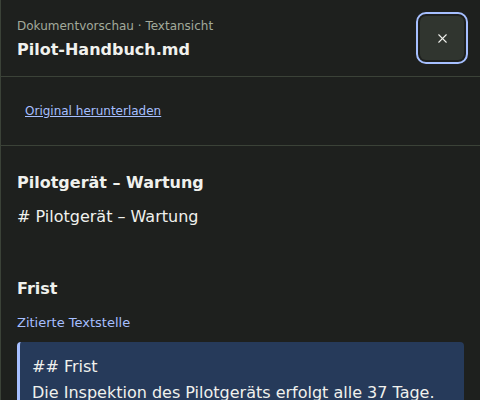 Dokumentvorschau · Textansicht
Pilot-Handbuch.md
×
Original herunterladen
Pilotgerät – Wartung
# Pilotgerät – Wartung
Frist
Zitierte Textstelle
## Frist
Die Inspektion des Pilotgeräts erfolgt alle 37 Tage.